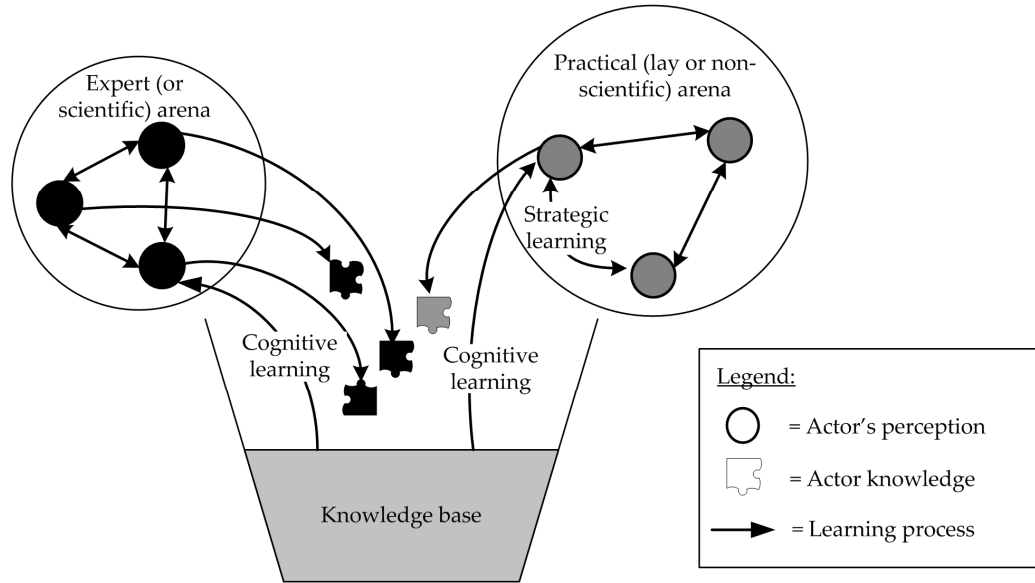 Expert (or
scientific) arena
Practical (lay or non-
scientific) arena
Strategic
learning
Cognitive
learning
Cognitive
learning
Knowledge base
Legend:
= Actor’s perception
= Actor knowledge
= Learning process